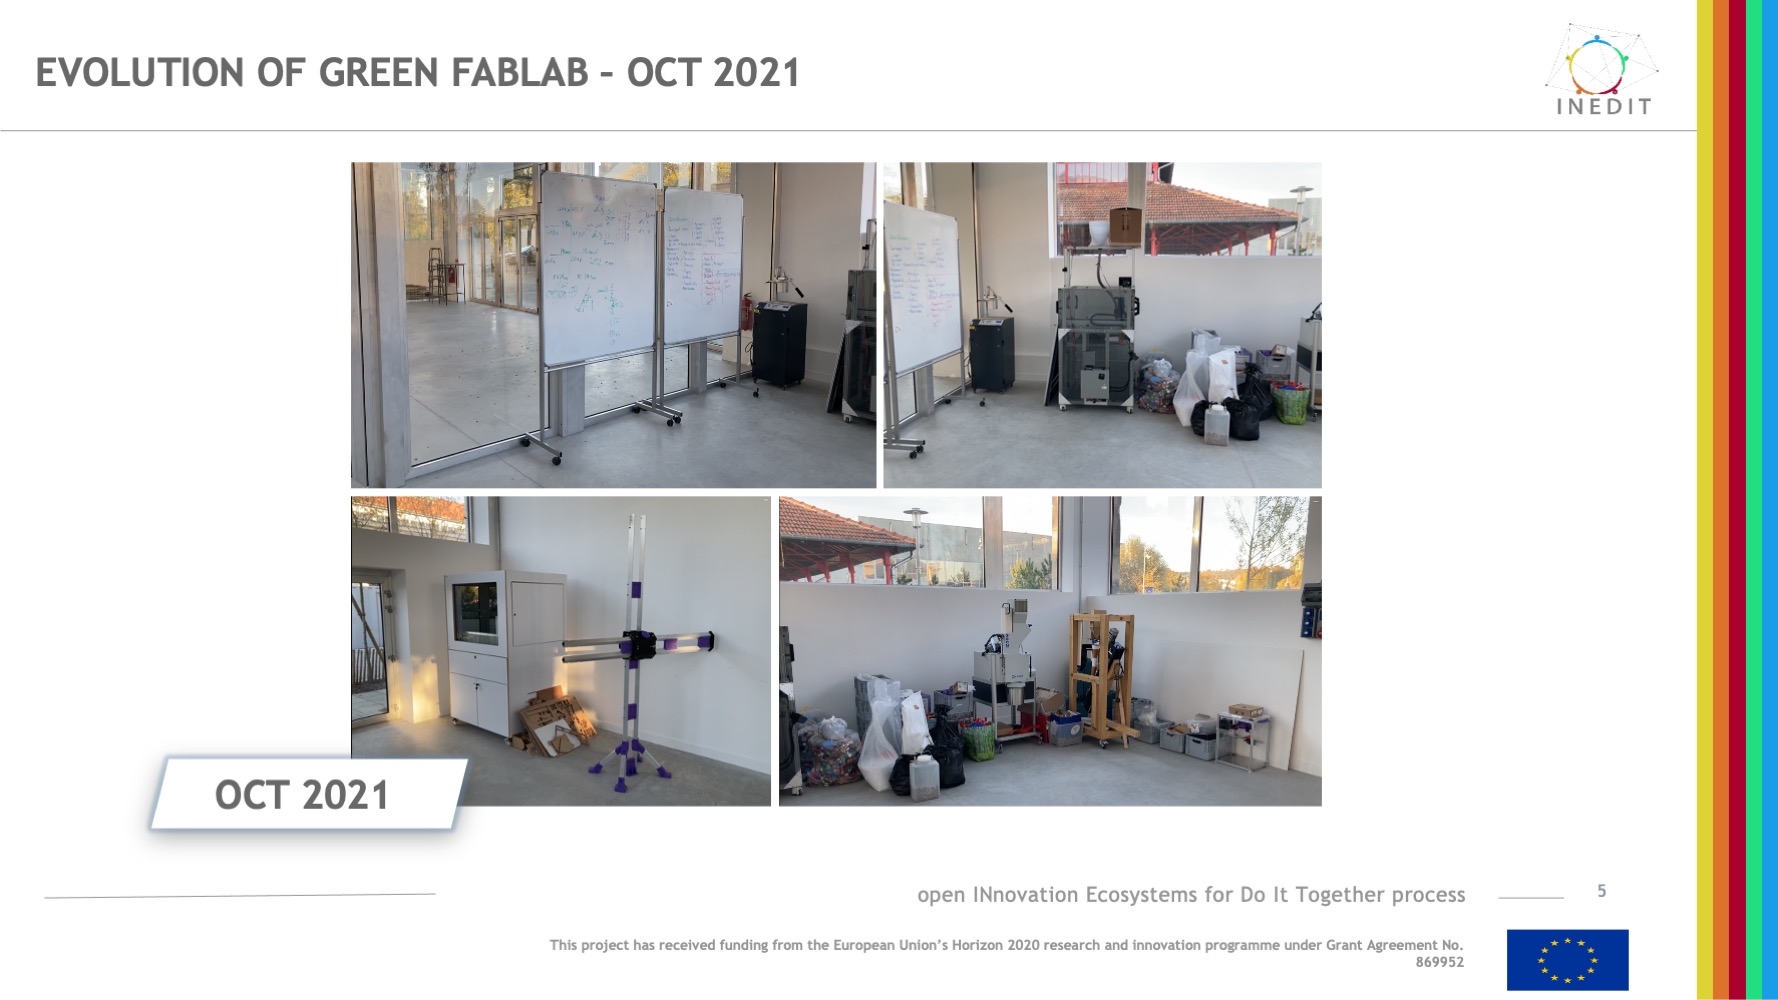 EVOLUTION OF GREEN FABLAB – OCT 2021
INEDIT
OCT 2021
open INnovation Ecosystems for Do It Together process
5
This project has received funding from the European Union’s Horizon 2020 research and innovation programme under Grant Agreement No.
869952